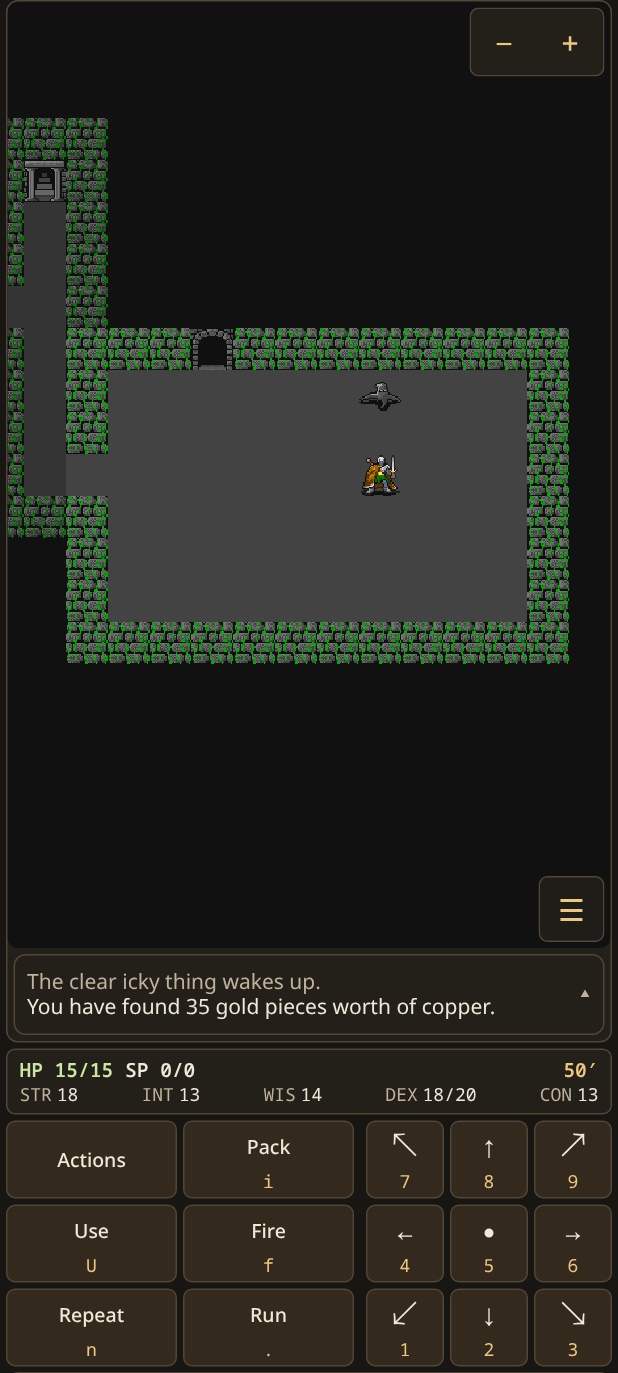 − +
☰
The clear icky thing wakes up.
You have found 35 gold pieces worth of copper. ▲
HP 15/15 SP 0/0 50′
STR 18 INT 13 WIS 14 DEX 18/20 CON 13
Actions
Pack
i
↖
7
↑
8
↗
9
Use
U
Fire
f
←
4
●
5
→
6
Repeat
n
Run
.
↙
1
↓
2
↘
3